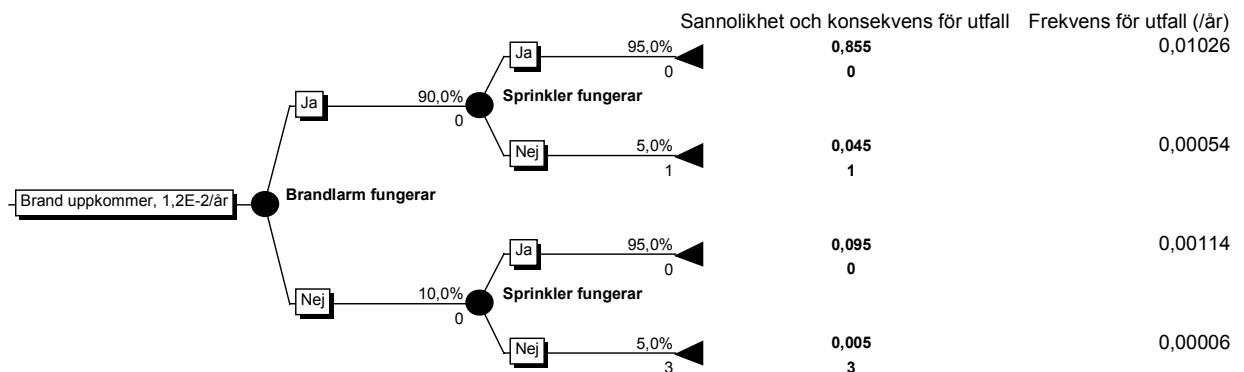 Sannolikhet och konsekvens för utfall Frekvens för utfall (/år)
Ja 95,0% 0,855 0,01026
0 0
Ja 90,0% Sprinkler fungerar
0
Nej 5,0% 0,045 0,00054
1 1
Brand uppkommer, 1,2E-2/år Brandlarm fungerar
Ja 95,0% 0,095 0,00114
0 0
Nej 10,0% Sprinkler fungerar
0
Nej 5,0% 0,005 0,00006
3 3